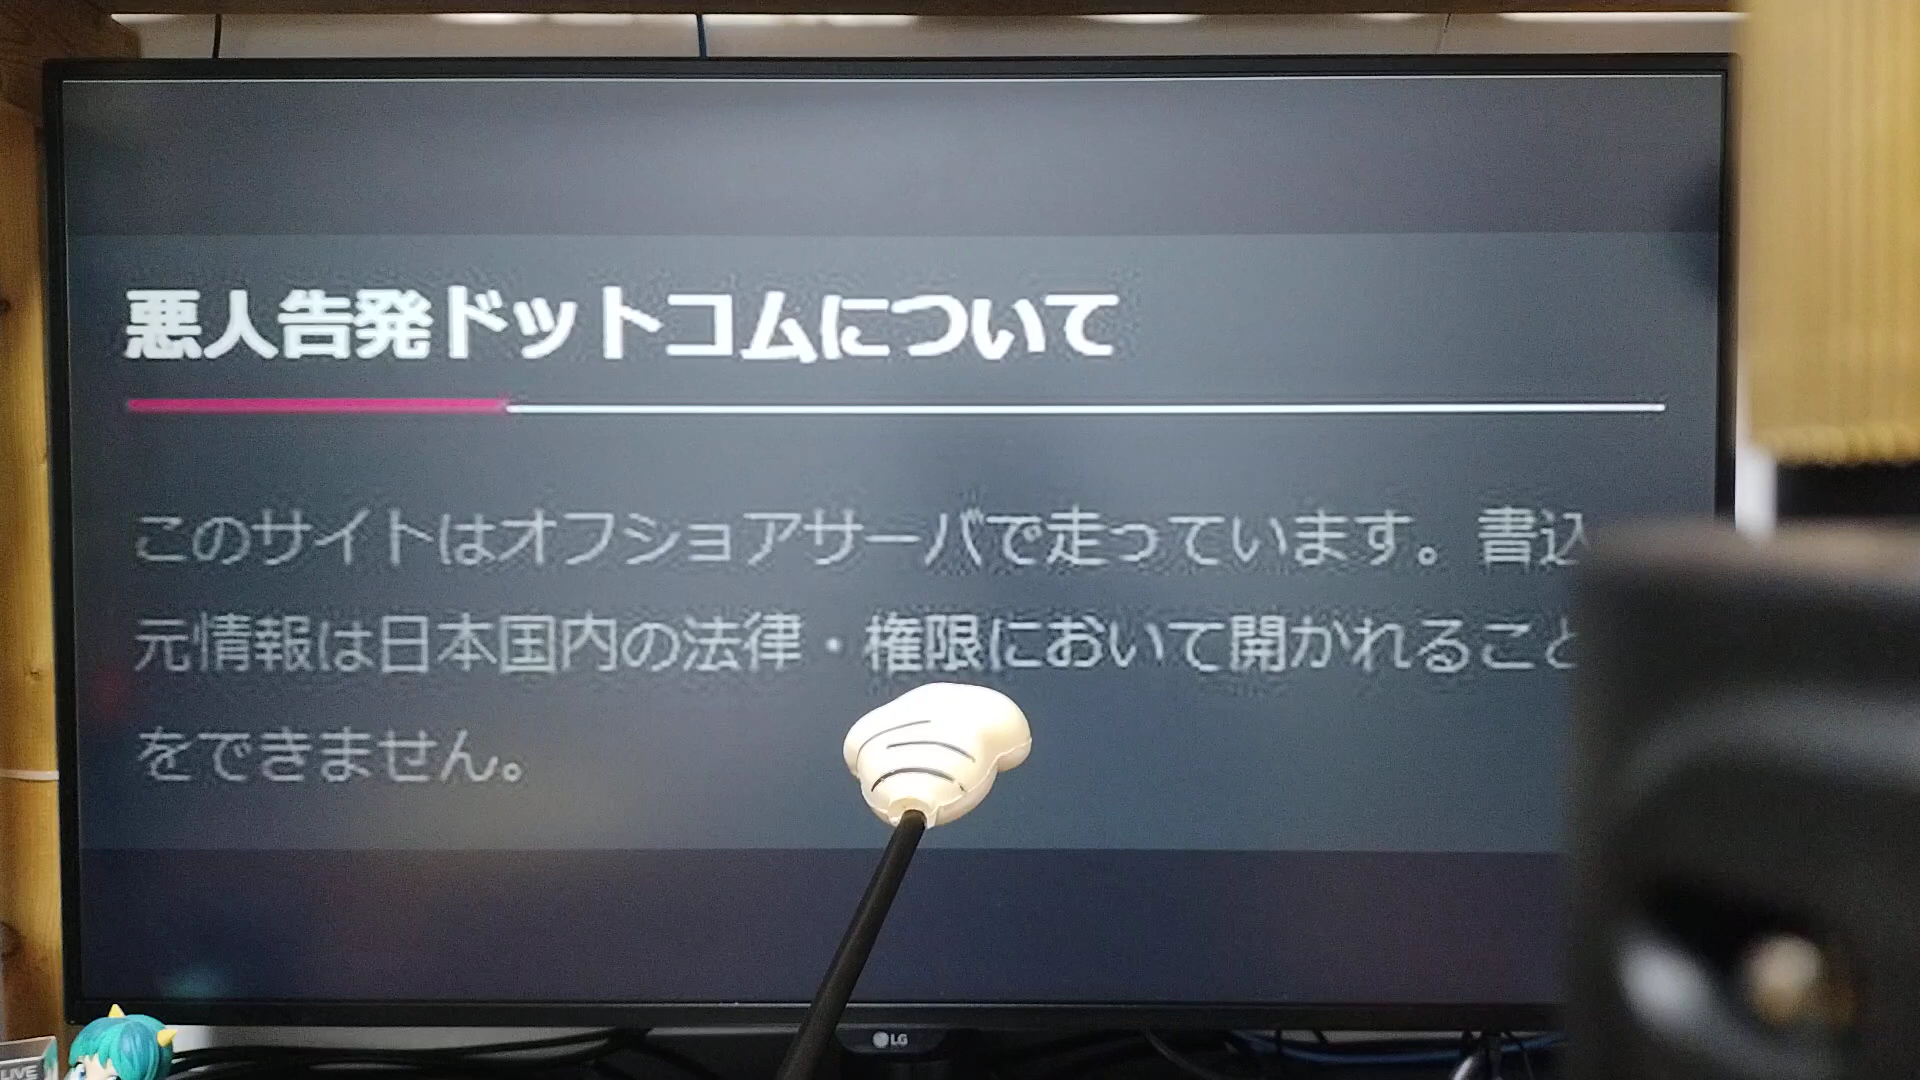 悪人告発ドットコムについて
このサイトはオフショアサーバで走っています。書込
元情報は日本国内の法律・権限において開かれること
をできません。
LG
LIVE